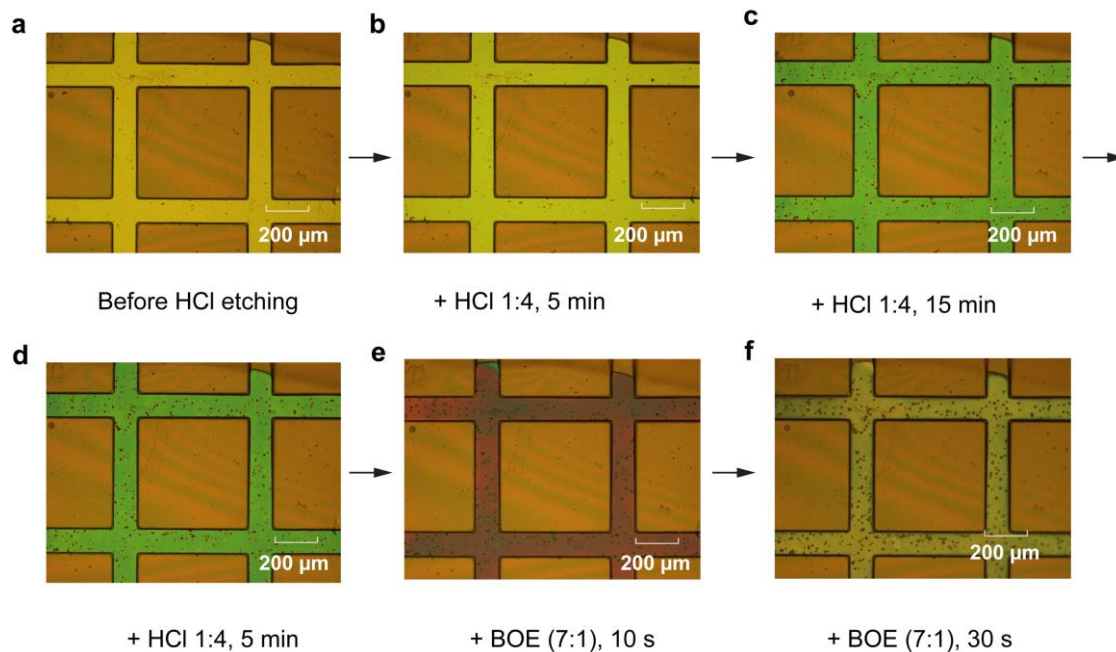 a
b
c
200 µm
200 µm
200 µm
Before HCl etching
+ HCl 1:4, 5 min
+ HCl 1:4, 15 min
d
e
f
200 µm
200 µm
200 µm
+ HCl 1:4, 5 min
+ BOE (7:1), 10 s
+ BOE (7:1), 30 s